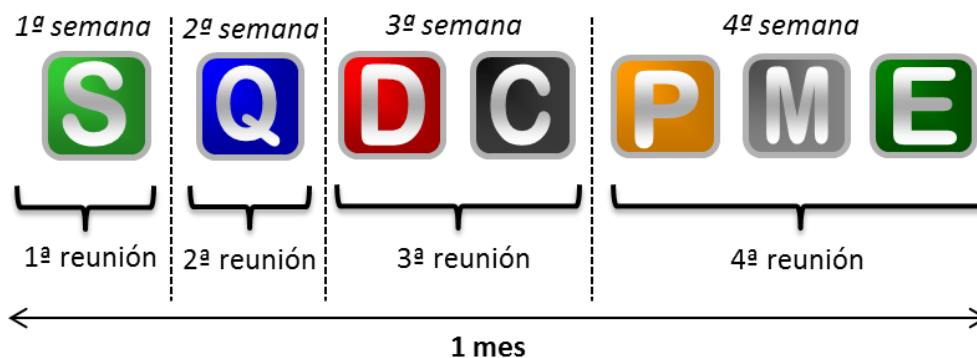 1ª semana 2ª semana 3ª semana 4ª semana
S Q D C P M E
1ª reunión 2ª reunión 3ª reunión 4ª reunión
1 mes